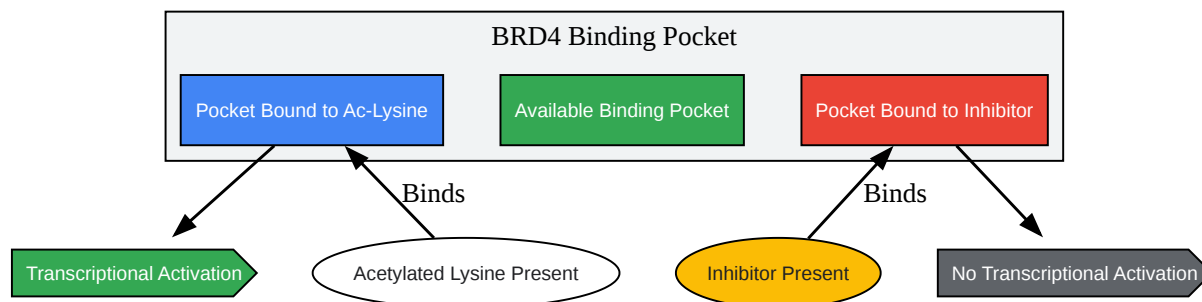 BRD4 Binding Pocket
Pocket Bound to Ac-Lysine
Available Binding Pocket
Pocket Bound to Inhibitor
Binds
Binds
Transcriptional Activation
Acetylated Lysine Present
Inhibitor Present
No Transcriptional Activation